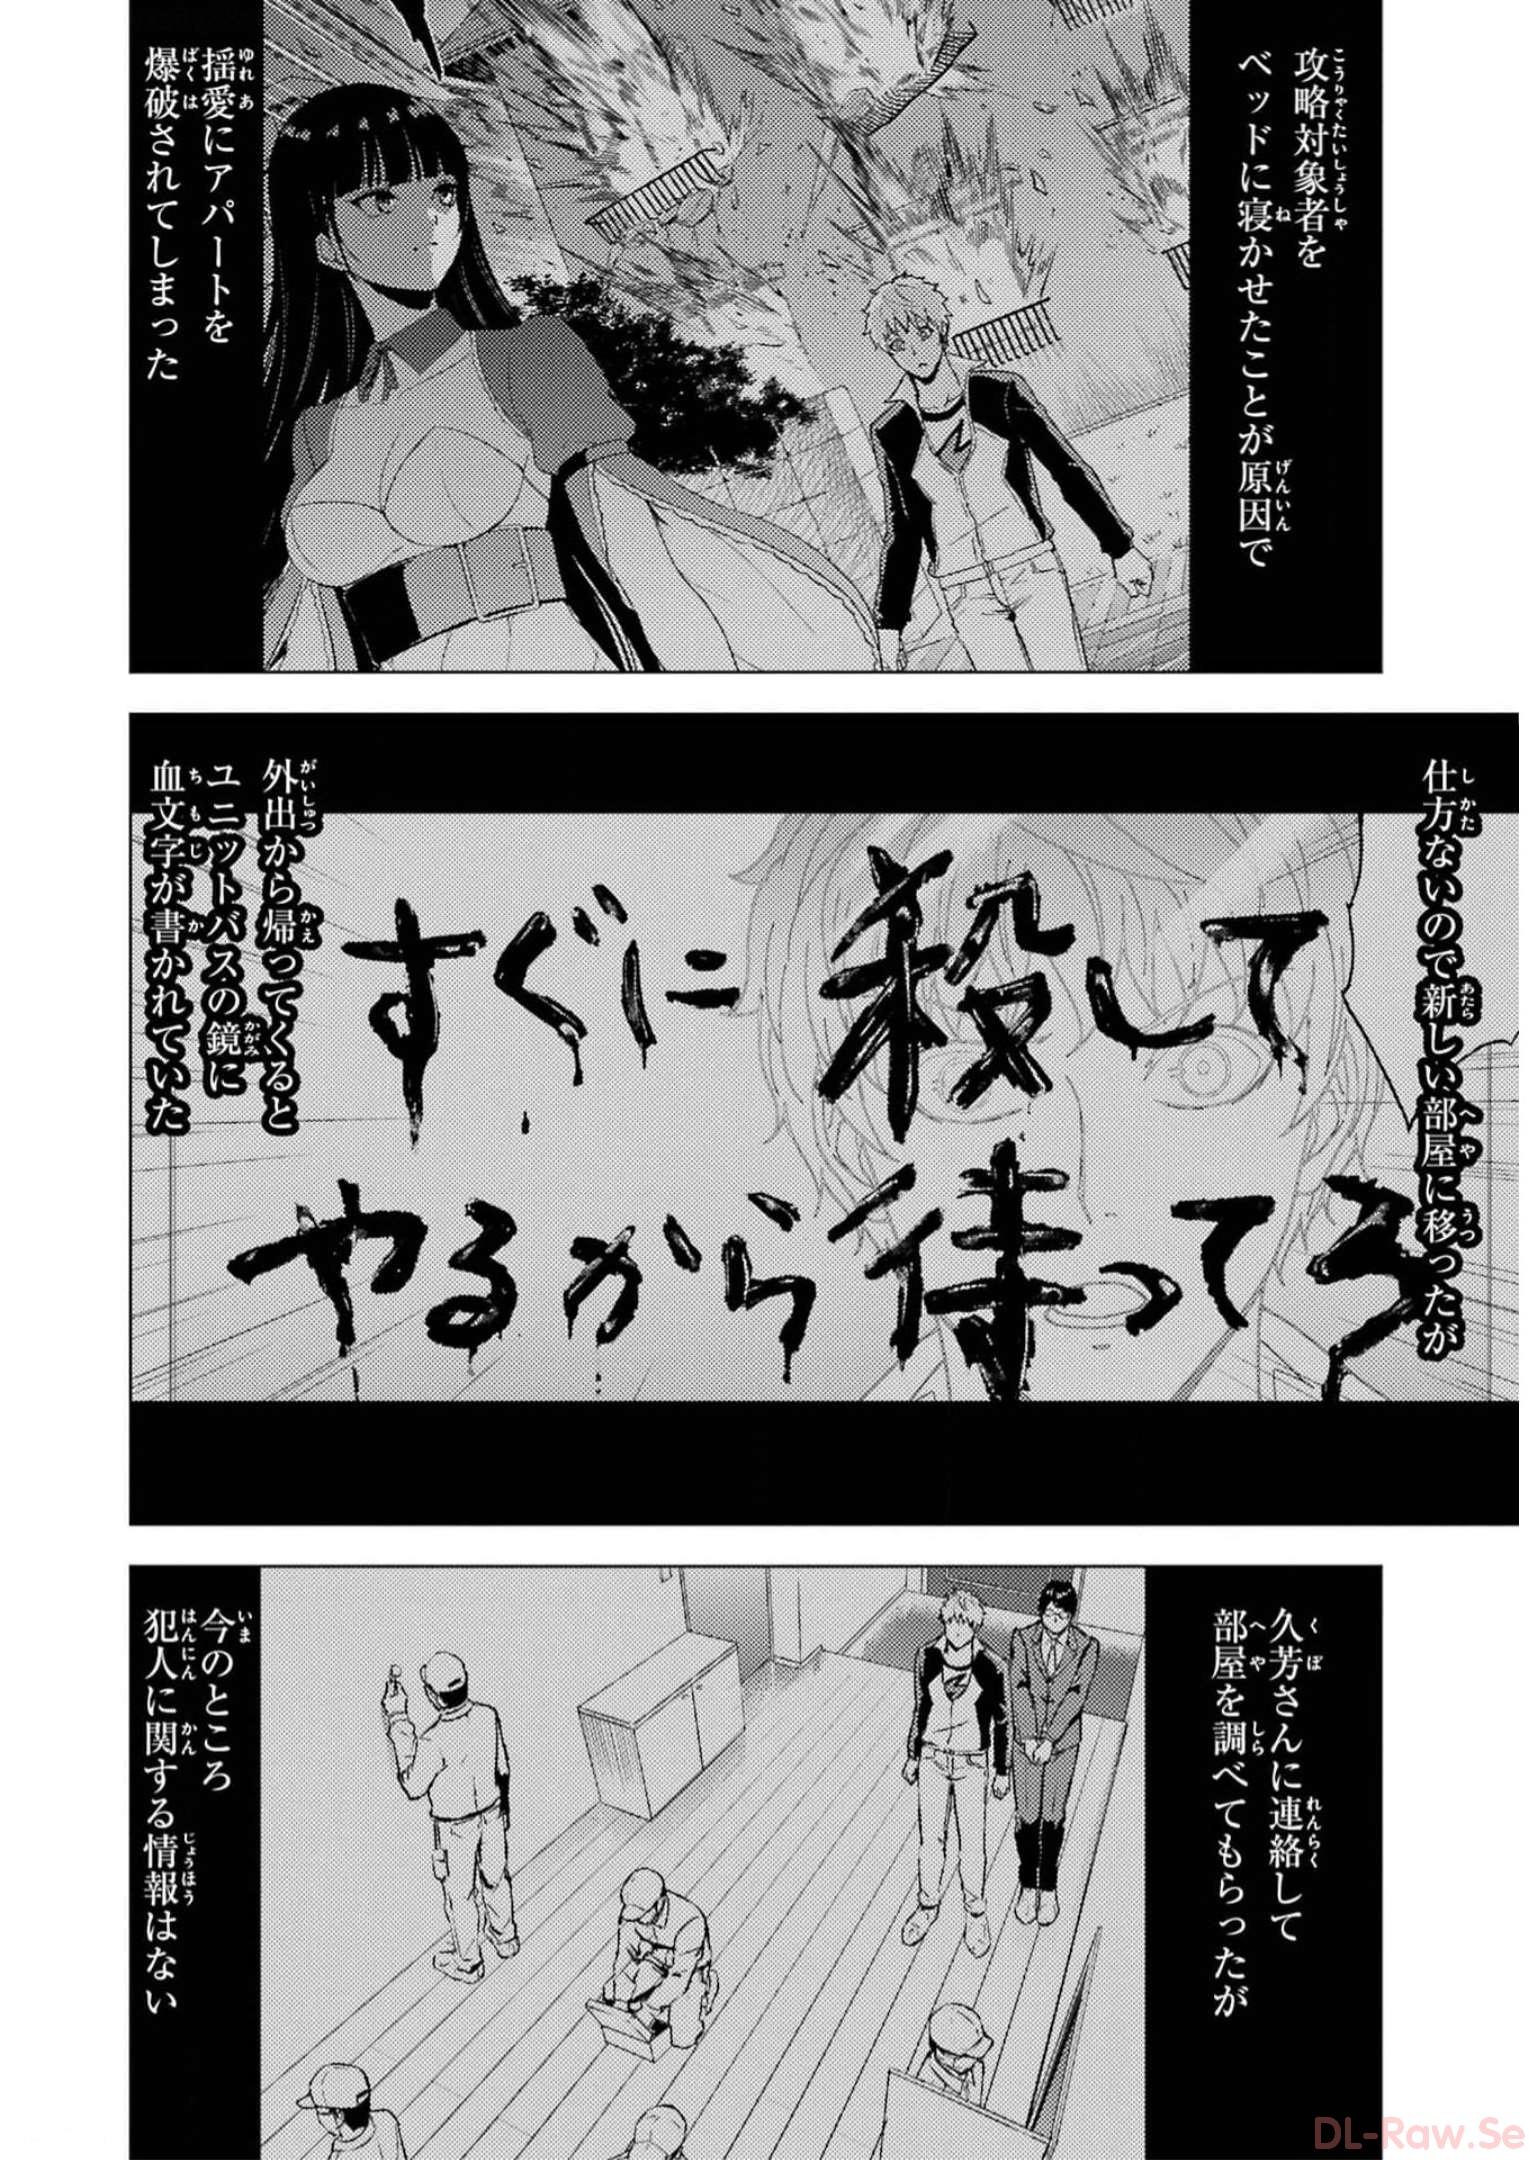 攻略対象者を
ベッドに寝かせたことが原因で
揺愛にアパートを
爆破されてしまった
仕方ないので新しい部屋に移ったが
すぐに殺して
やるから待ってろ
外出から帰ってくると
ユニットバスの鏡に
血文字が書かれていた
久芳さんに連絡して
部屋を調べてもらったが
今のところ
犯人に関する情報はない
DL-Raw.Se